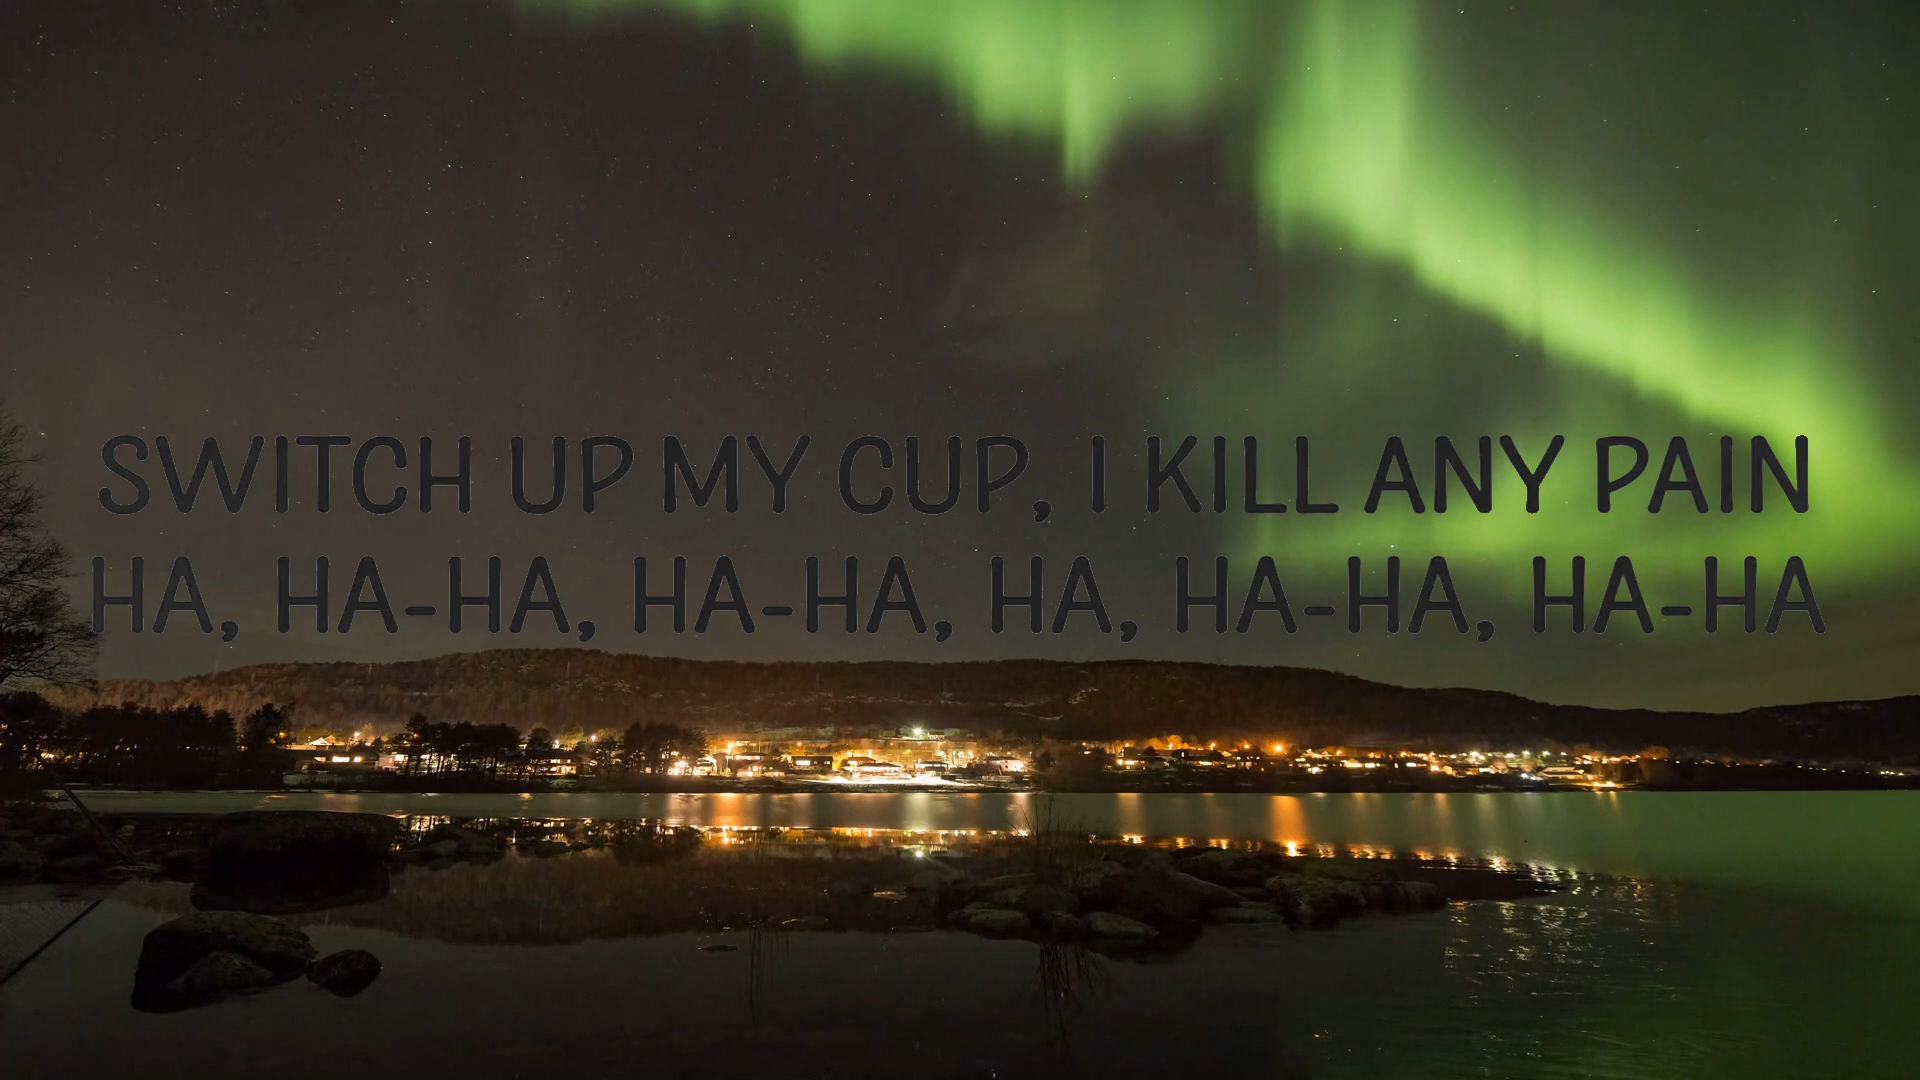 SWITCH UP MY CUP, I KILL ANY PAIN
HA, HA-HA, HA-HA, HA, HA-HA, HA-HA